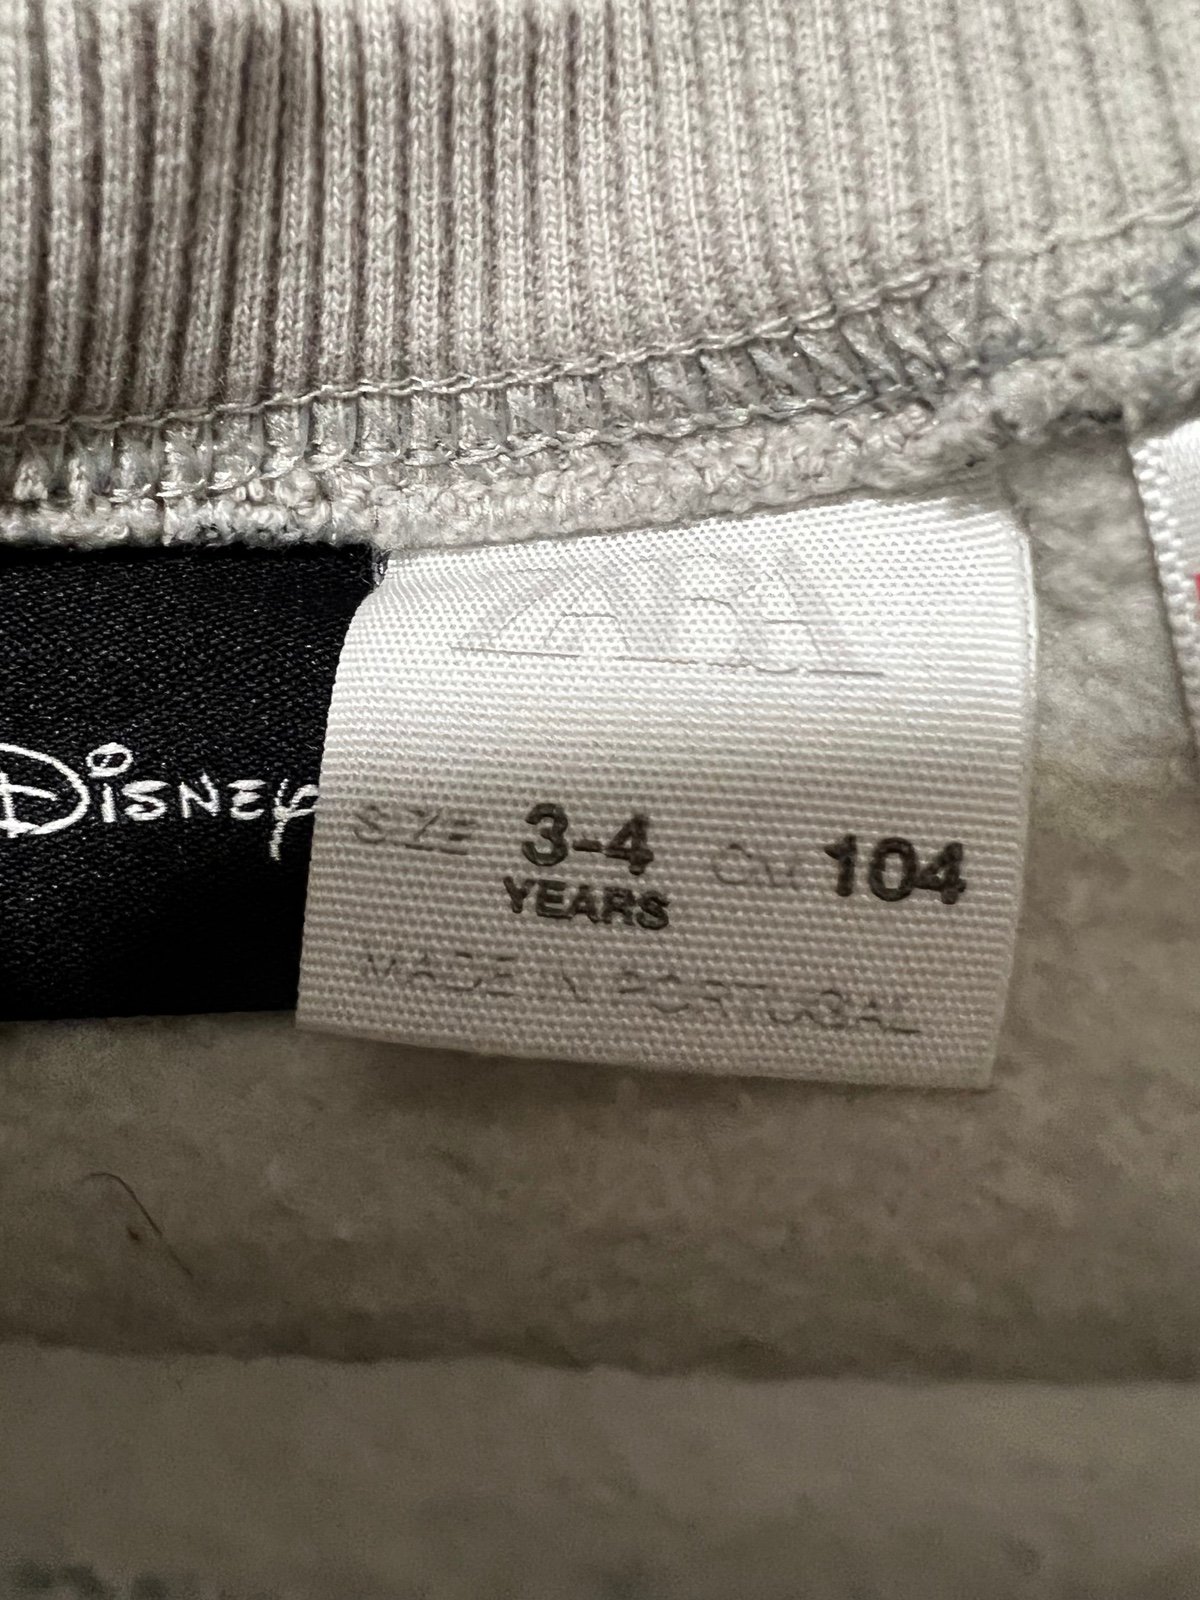 ZARA
Disney
SIZE 3-4 CM 104
YEARS
MADE IN PORTUGAL